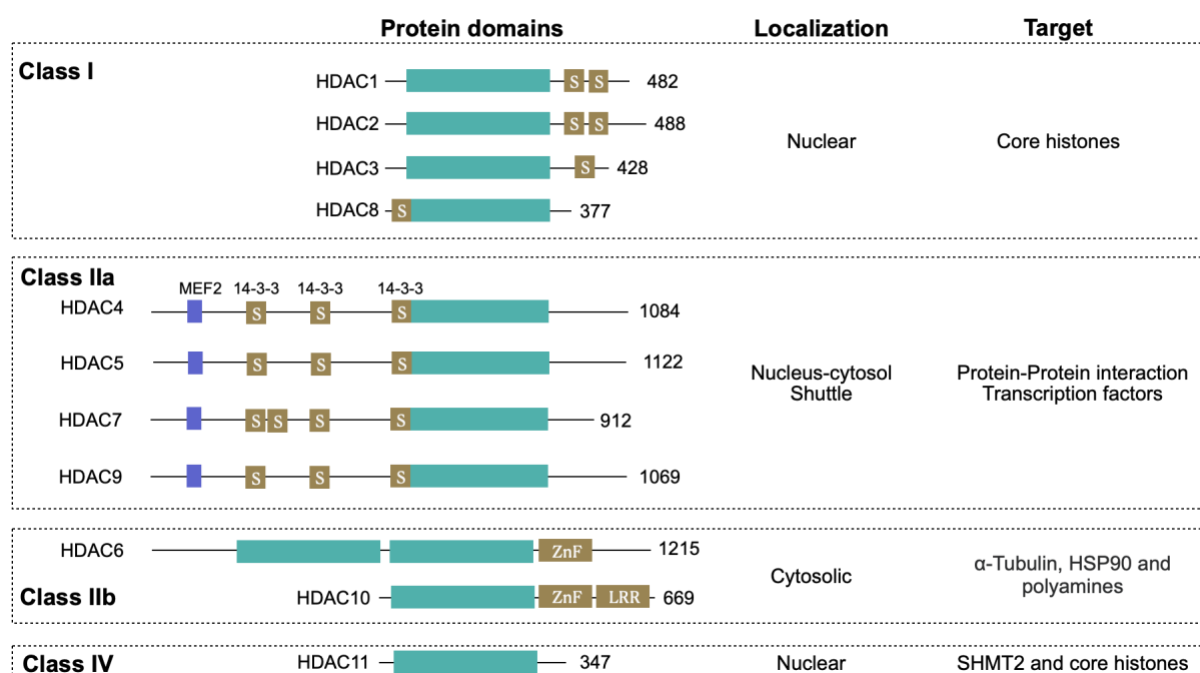 Protein domains Localization Target
Class I
HDAC1 S S 482
HDAC2 S S 488
HDAC3 S 428
HDAC8 S 377
Nuclear Core histones
Class IIa
MEF2 14-3-3 14-3-3 14-3-3
HDAC4 S S S 1084
HDAC5 S S S 1122
HDAC7 S S S S 912
HDAC9 S S S 1069
Nucleus-cytosol
Shuttle
Protein-Protein interaction
Transcription factors
HDAC6 ZnF 1215
Class IIb
HDAC10 ZnF LRR 669
Cytosolic
α-Tubulin, HSP90 and
polyamines
Class IV
HDAC11 347
Nuclear SHMT2 and core histones